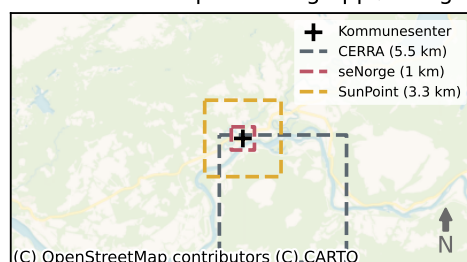 Kommunesenter
CERRA (5.5 km)
seNorge (1 km)
SunPoint (3.3 km)
N
(C) OpenStreetMap contributors (C) CARTO